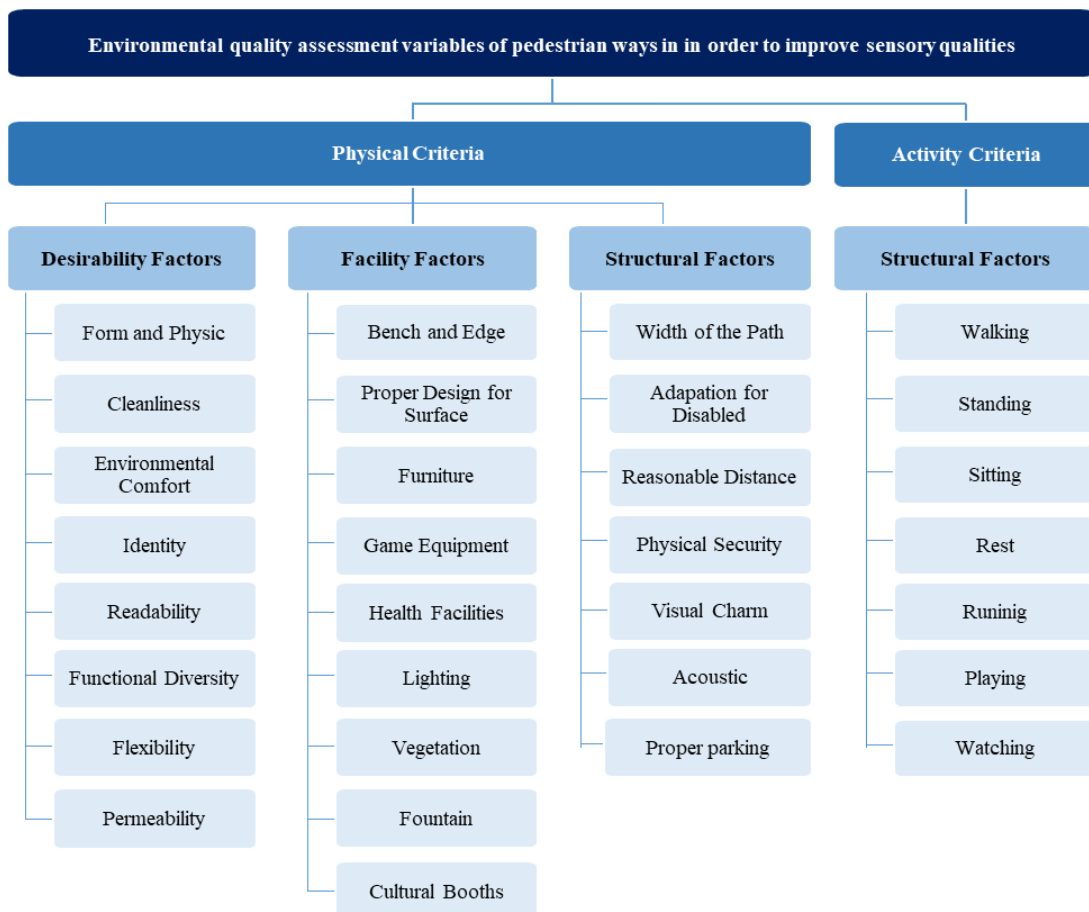 Environmental quality assessment variables of pedestrian ways in in order to improve sensory qualities
Physical Criteria
Activity Criteria
Desirability Factors
Facility Factors
Structural Factors
Structural Factors
Form and Physic
Cleanliness
Environmental
Comfort
Identity
Readability
Functional Diversity
Flexibility
Permeability
Bench and Edge
Proper Design for
Surface
Furniture
Game Equipment
Health Facilities
Lighting
Vegetation
Fountain
Cultural Booths
Width of the Path
Adapation for
Disabled
Reasonable Distance
Physical Security
Visual Charm
Acoustic
Proper parking
Walking
Standing
Sitting
Rest
Runinig
Playing
Watching